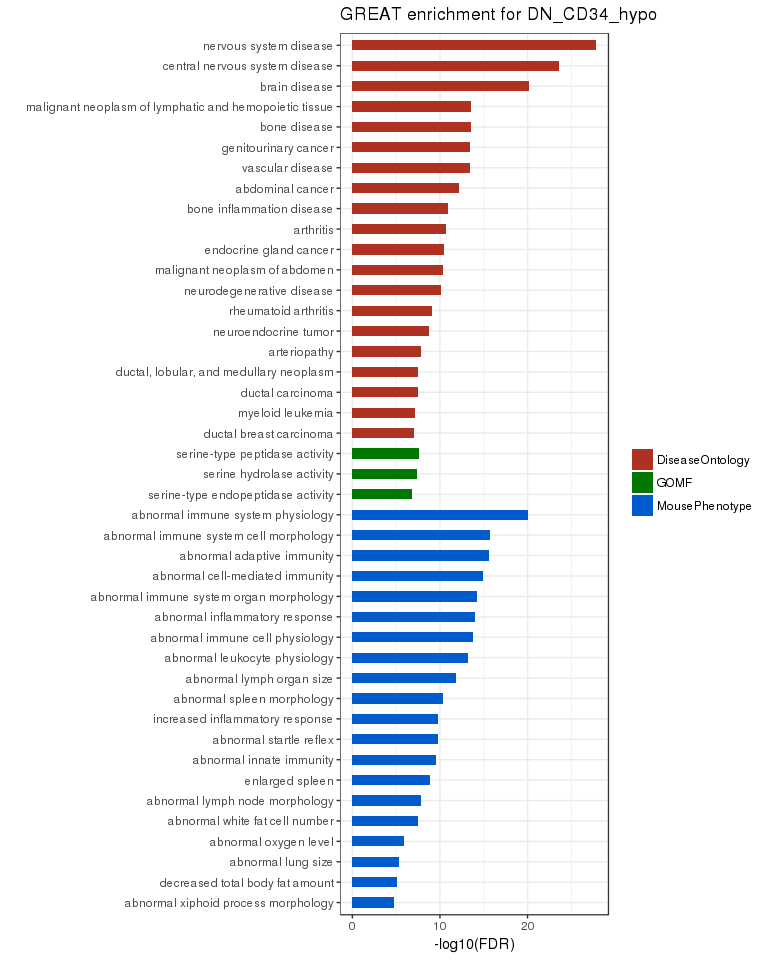 GREAT enrichment for DN_CD34_hypo
nervous system disease
central nervous system disease
brain disease
malignant neoplasm of lymphatic and hemopoietic tissue
bone disease
genitourinary cancer
vascular disease
abdominal cancer
bone inflammation disease
arthritis
endocrine gland cancer
malignant neoplasm of abdomen
neurodegenerative disease
rheumatoid arthritis
neuroendocrine tumor
arteriopathy
ductal, lobular, and medullary neoplasm
ductal carcinoma
myeloid leukemia
ductal breast carcinoma
serine-type peptidase activity
serine hydrolase activity
serine-type endopeptidase activity
abnormal immune system physiology
abnormal immune system cell morphology
abnormal adaptive immunity
abnormal cell-mediated immunity
abnormal immune system organ morphology
abnormal inflammatory response
abnormal immune cell physiology
abnormal leukocyte physiology
abnormal lymph organ size
abnormal spleen morphology
increased inflammatory response
abnormal startle reflex
abnormal innate immunity
enlarged spleen
abnormal lymph node morphology
abnormal white fat cell number
abnormal oxygen level
abnormal lung size
decreased total body fat amount
abnormal xiphoid process morphology
0 10 20
-log10(FDR)
DiseaseOntology
GOMF
MousePhenotype